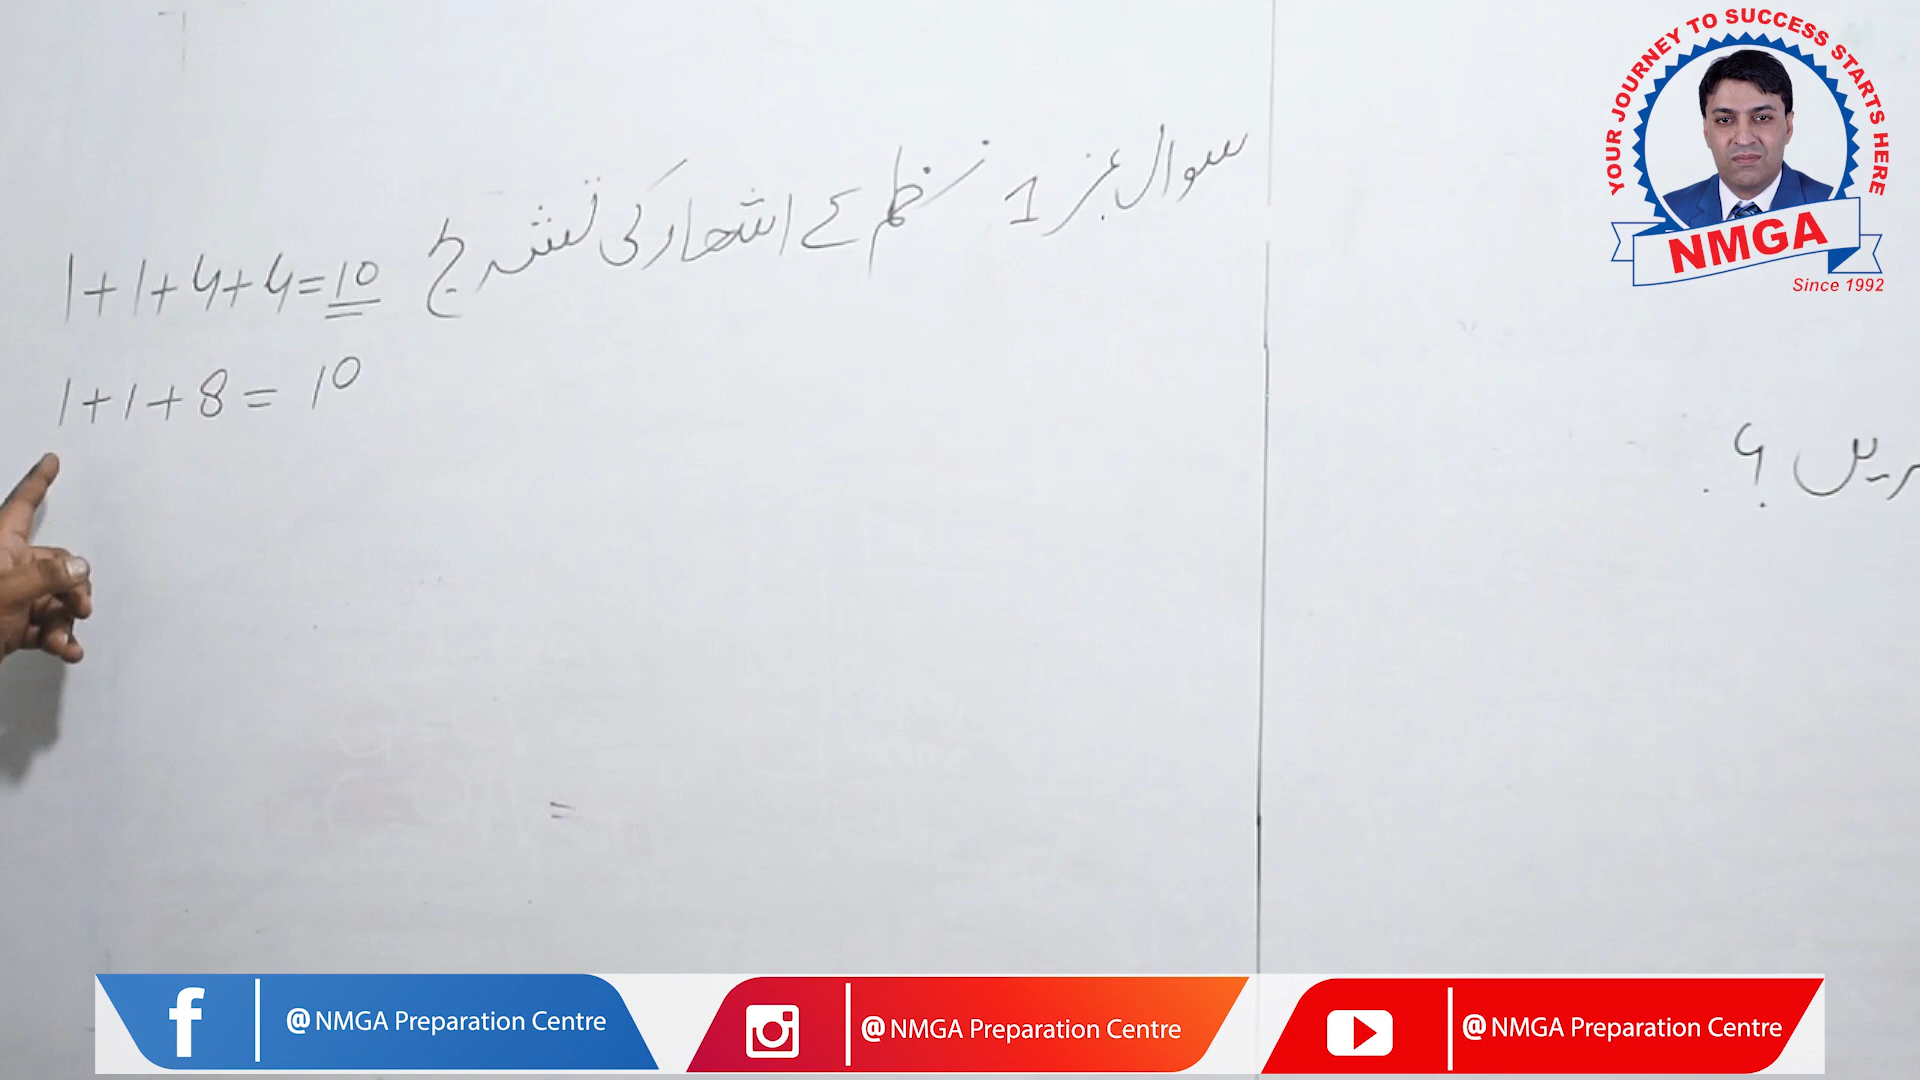 YOUR JOURNEY TO SUCCESS STARTS HERE
NMGA
Since 1992
سوال نمبر 1 نظم کے اشعار کی تشریح
1+1+4+4=10
1+1+8=10
ریں ؟
=
@NMGA Preparation Centre
@NMGA Preparation Centre
@NMGA Preparation Centre